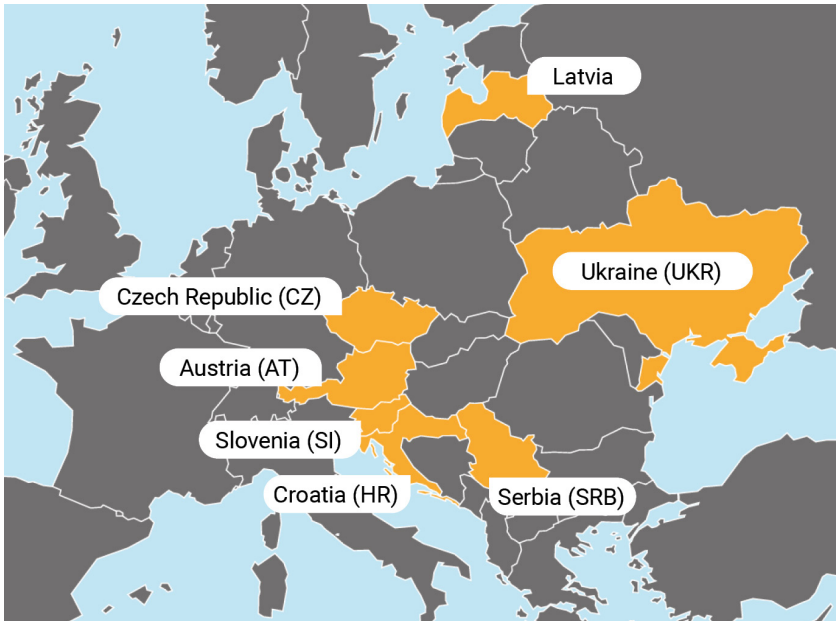 Latvia
Ukraine (UKR)
Czech Republic (CZ)
Austria (AT)
Slovenia (SI)
Croatia (HR)
Serbia (SRB)